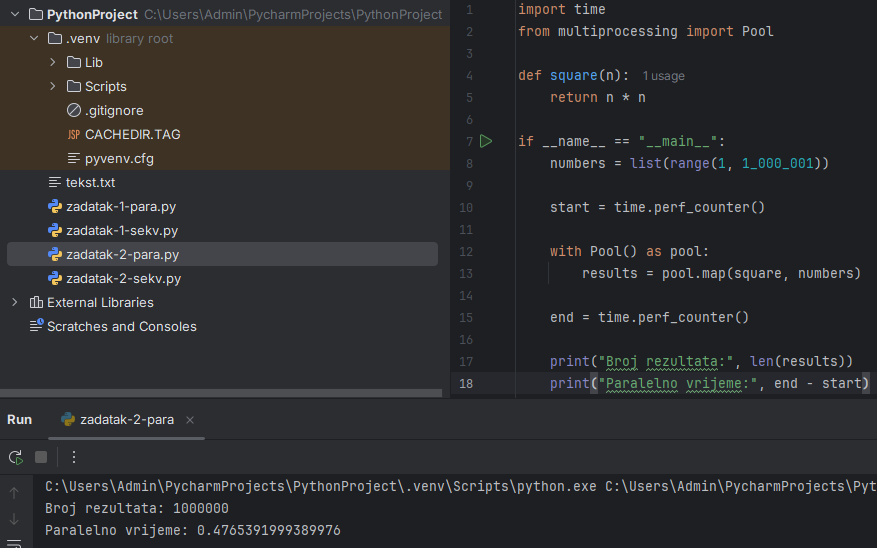 PythonProject C:\Users\Admin\PycharmProjects\PythonProject
.venv library root
Lib
Scripts
.gitignore
JSP CACHEDIR.TAG
pyvenv.cfg
tekst.txt
zadatak-1-para.py
zadatak-1-sekv.py
zadatak-2-para.py
zadatak-2-sekv.py
External Libraries
Scratches and Consoles
1 import time
2 from multiprocessing import Pool
3
4 def square(n): 1 usage
5 return n * n
6
7 if __name__ == "__main__":
8 numbers = list(range(1, 1_000_001))
9
10 start = time.perf_counter()
11
12 with Pool() as pool:
13 results = pool.map(square, numbers)
14
15 end = time.perf_counter()
16
17 print("Broj rezultata:", len(results))
18 print("Paralelno vrijeme:", end - start)
Run zadatak-2-para
C:\Users\Admin\PycharmProjects\PythonProject\.venv\Scripts\python.exe C:\Users\Admin\PycharmProjects\Pyt
Broj rezultata: 1000000
Paralelno vrijeme: 0.4765391999389976